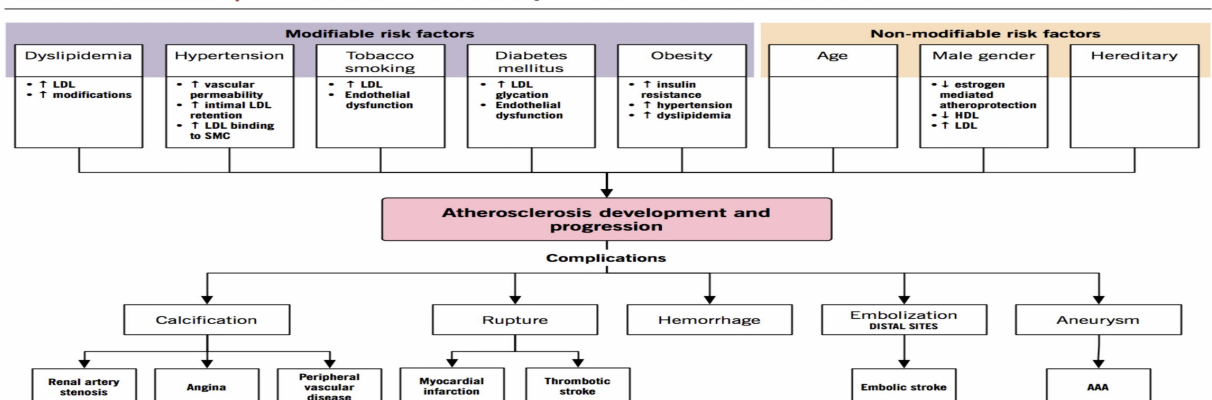 Modifiable risk factors
Non-modifiable risk factors
Dyslipidemia
• ↑ LDL
• ↑ modifications
Hypertension
• ↑ vascular
permeability
• ↑ intimal LDL
retention
• ↑ LDL binding
to SMC
Tobacco
smoking
• ↑ LDL
• Endothelial
dysfunction
Diabetes
mellitus
• ↑ LDL
glycation
• Endothelial
dysfunction
Obesity
• ↑ insulin
resistance
• ↑ hypertension
• ↑ dyslipidemia
Age
Male gender
• ↓ estrogen
mediated
atheroprotection
• ↓ HDL
• ↑ LDL
Hereditary
Atherosclerosis development and
progression
Complications
Calcification
Rupture
Hemorrhage
Embolization
DISTAL SITES
Aneurysm
Renal artery
stenosis
Angina
Peripheral
vascular
disease
Myocardial
infarction
Thrombotic
stroke
Embolic stroke
AAA